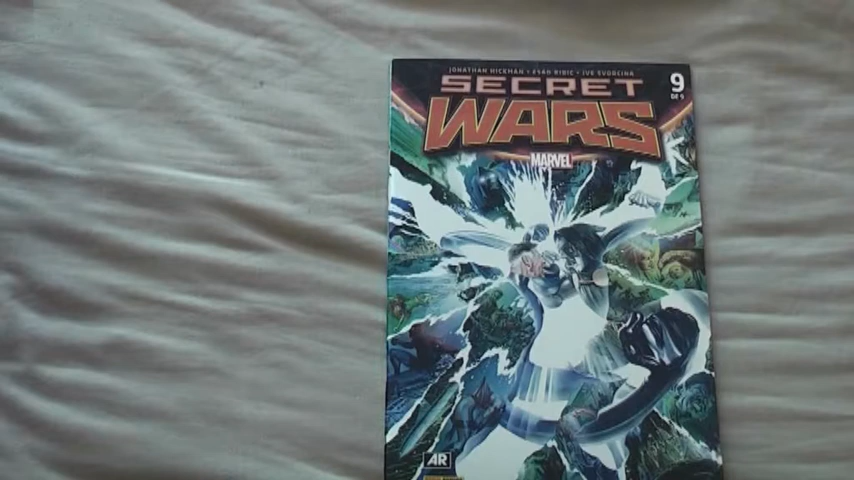 JONATHAN HICKMAN • ESAD RIBIC • IVE SVORCINA
9
DE 9
SECRET
WARS
MARVEL
AR